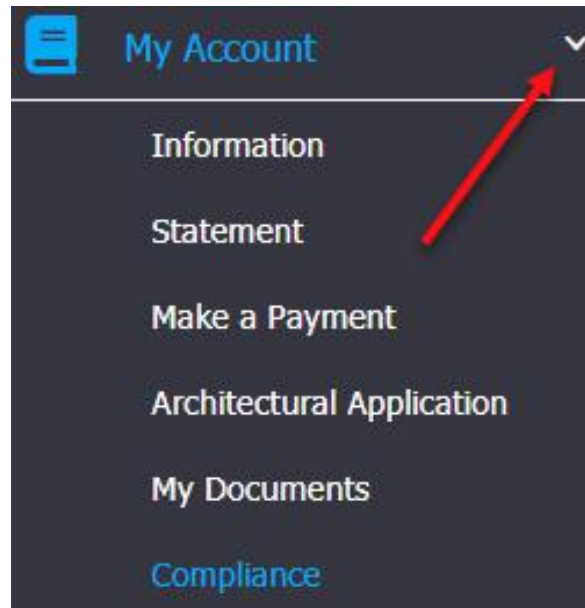 My Account
Information
Statement
Make a Payment
Architectural Application
My Documents
Compliance